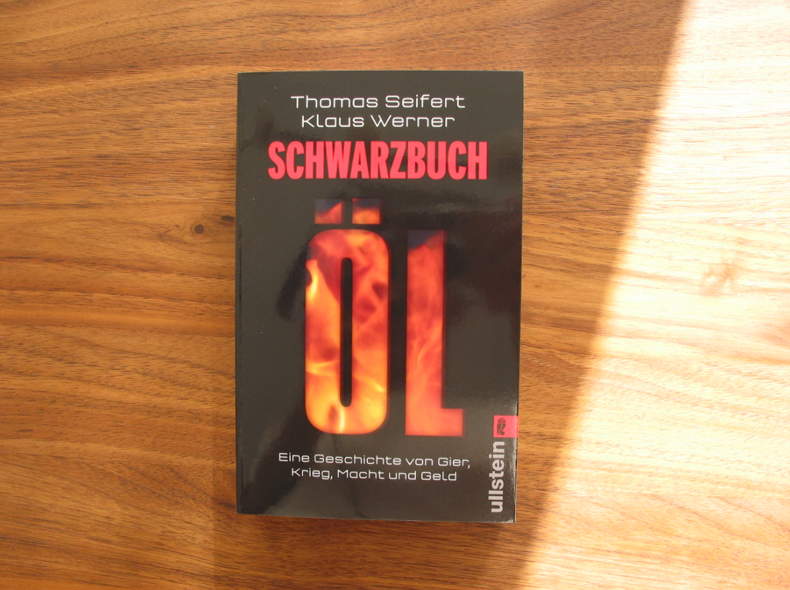 Thomas Seifert
Klaus Werner
SCHWARZBUCH
ÖL
Eine Geschichte von Gier,
Krieg, Macht und Geld
ullstein